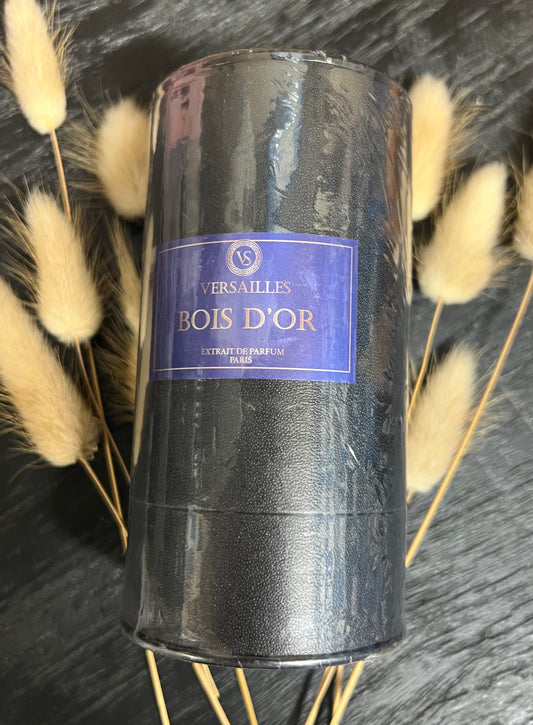 VS
VERSAILLES
BOIS D'OR
EXTRAIT DE PARFUM
PARIS